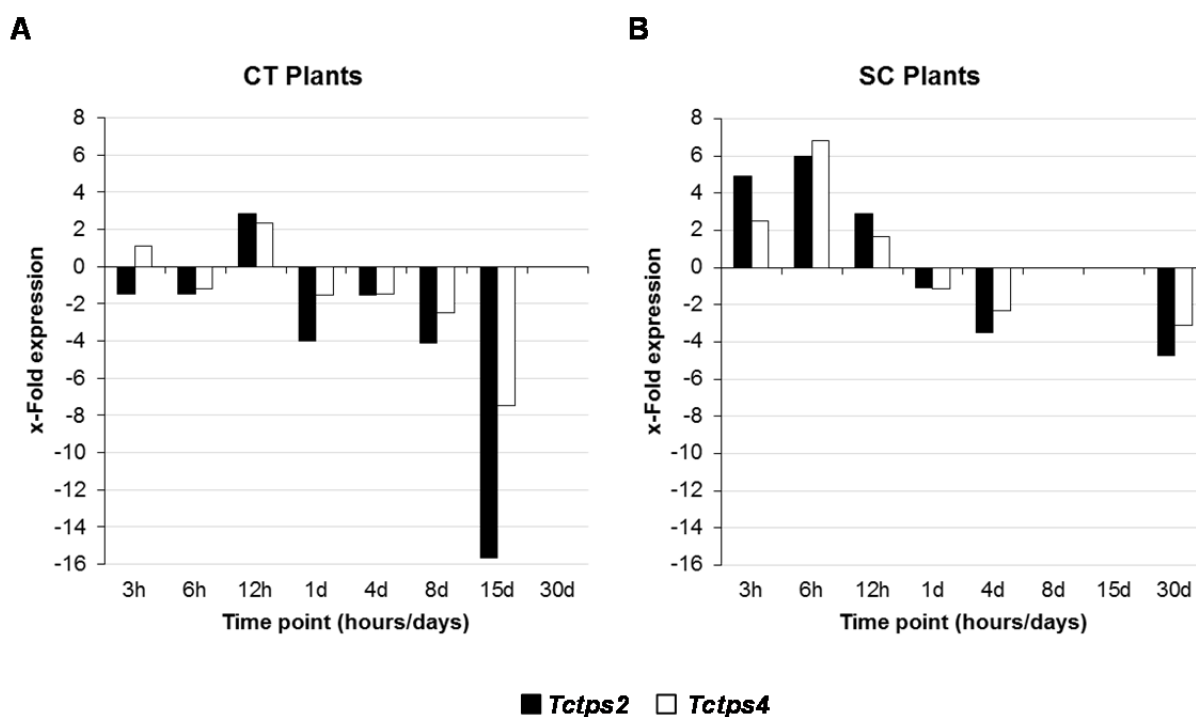 A
CT Plants
x-Fold expression
8
6
4
2
0
-2
-4
-6
-8
-10
-12
-14
-16
3h 6h 12h 1d 4d 8d 15d 30d
Time point (hours/days)
B
SC Plants
x-Fold expression
8
6
4
2
0
-2
-4
-6
-8
-10
-12
-14
-16
3h 6h 12h 1d 4d 8d 15d 30d
Time point (hours/days)
Tctps2 Tctps4